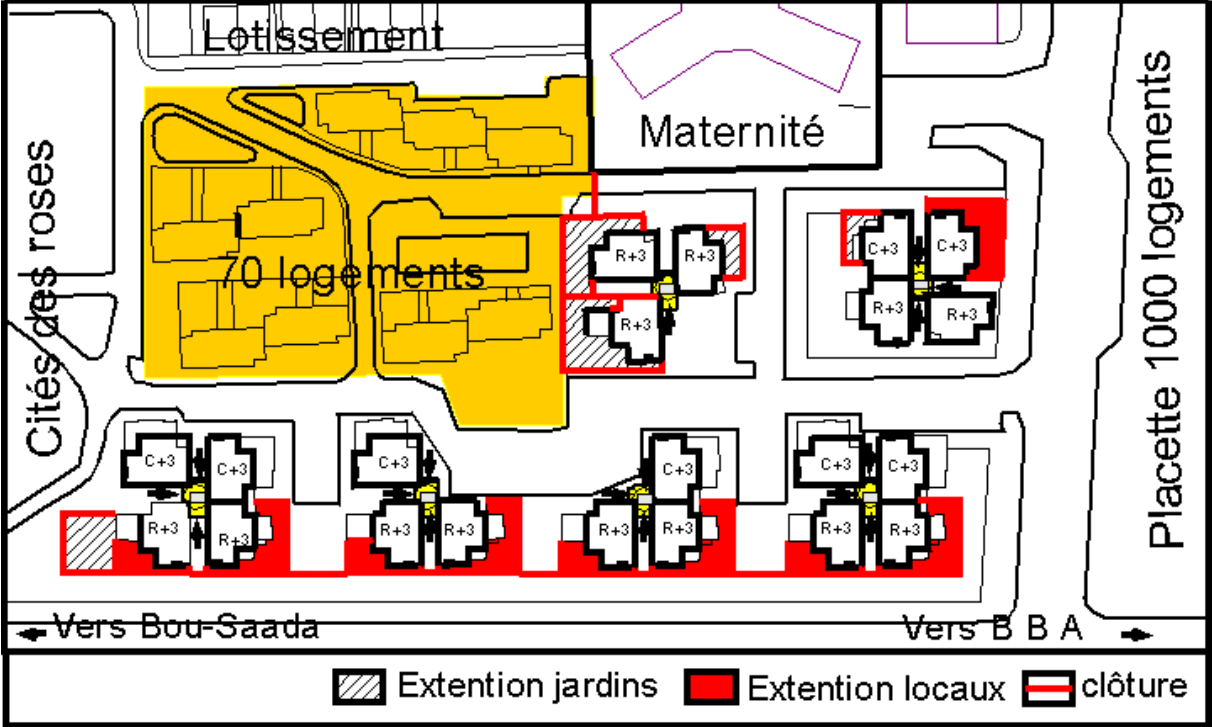 Lotissement
Maternité
Cités des roses
Placette 1000 logements
70 logements
R+3
R+3
R+3
C+3
C+3
R+3
R+3
C+3
C+3
R+3
R+3
C+3
R+3
R+3
C+3
R+3
R+3
C+3
C+3
R+3
R+3
Vers Bou-Saada
Vers B B A
Extention jardins
Extention locaux
clôture